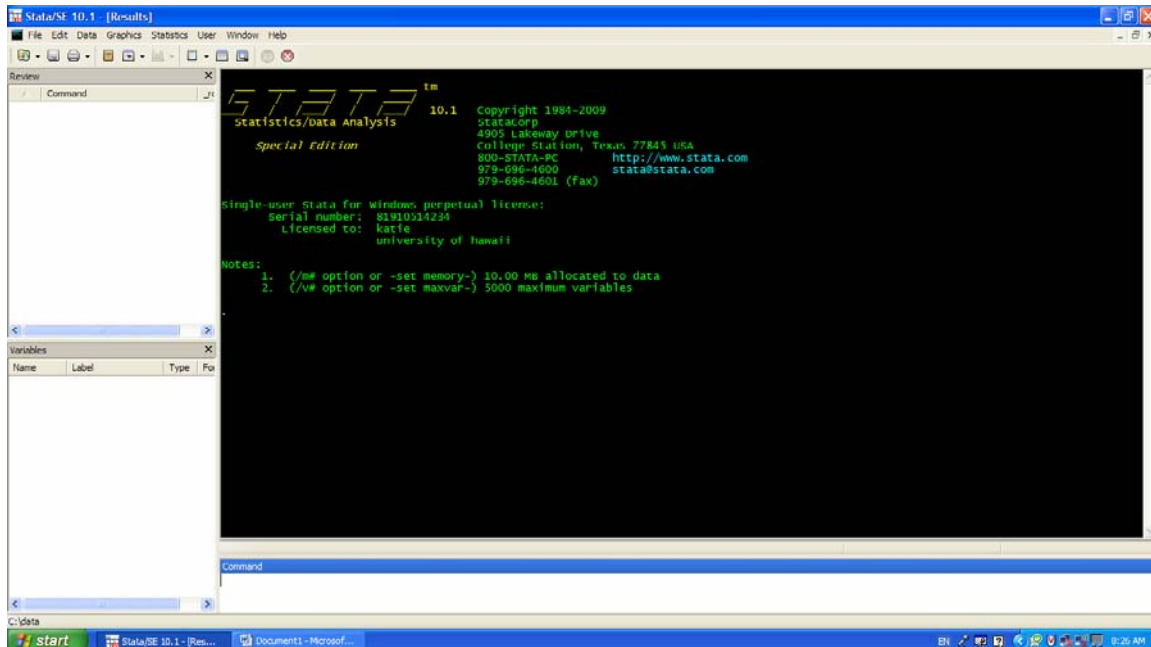 Stata/SE 10.1 - [Results]
File Edit Data Graphics Statistics User Window Help
Review
Command
tm
STATA 10.1 Copyright 1984-2009
Statistics/Data Analysis StataCorp
4905 Lakeway Drive
Special Edition College Station, Texas 77845 USA
800-STATA-PC http://www.stata.com
979-696-4600 stata@stata.com
979-696-4601 (fax)
Single-user Stata for Windows perpetual license:
Serial number: 81910514234
Licensed to: katie
university of hawaii
Notes:
1. (/m# option or -set memory-) 10.00 MB allocated to data
2. (/v# option or -set maxvar-) 5000 maximum variables
.
Variables
Name Label Type For
Command
C:\data
start Stata/SE 10.1 - [Res... Document1 - Microsof... EN 8:26 AM